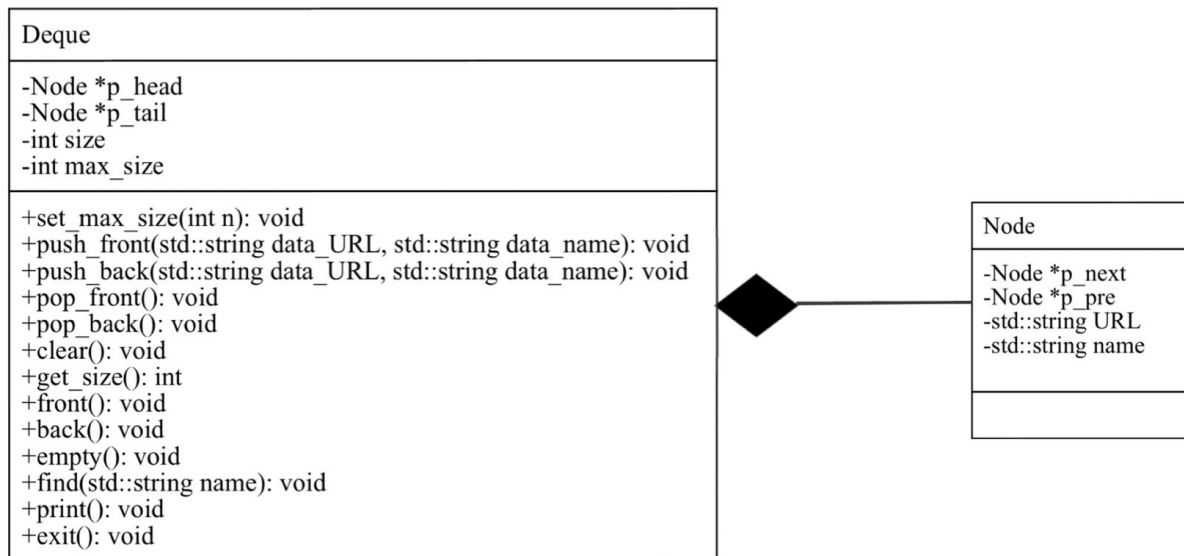 Deque
-Node *p_head
-Node *p_tail
-int size
-int max_size
+set_max_size(int n): void
+push_front(std::string data_URL, std::string data_name): void
+push_back(std::string data_URL, std::string data_name): void
+pop_front(): void
+pop_back(): void
+clear(): void
+get_size(): int
+front(): void
+back(): void
+empty(): void
+find(std::string name): void
+print(): void
+exit(): void
Node
-Node *p_next
-Node *p_pre
-std::string URL
-std::string name